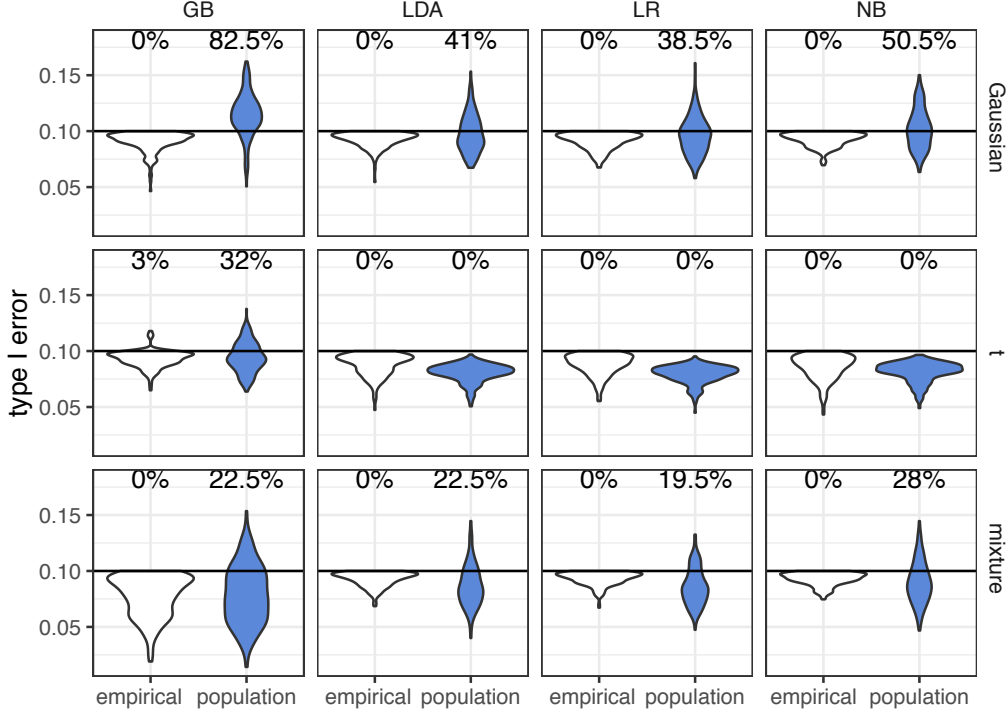 GB LDA LR NB
0% 82.5% 0% 41% 0% 38.5% 0% 50.5%
0.15
0.10
0.05
Gaussian
3% 32% 0% 0% 0% 0% 0% 0%
0.15
0.10
0.05
t
type I error
0% 22.5% 0% 22.5% 0% 19.5% 0% 28%
0.15
0.10
0.05
mixture
empirical population empirical population empirical population empirical population